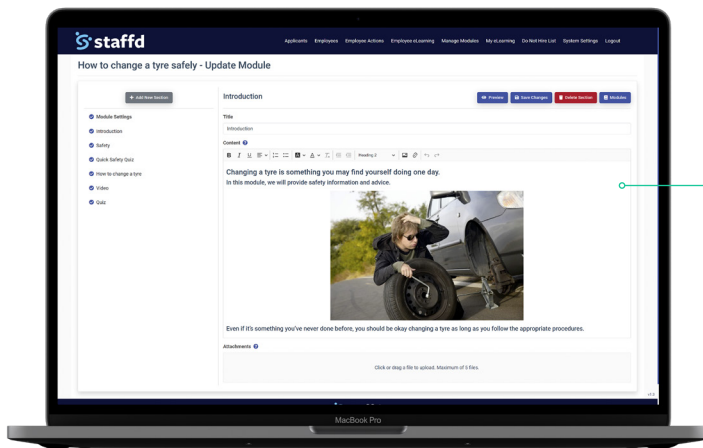 staffd
Applicants Employees Employee Actions Employee eLearning Manage Modules My eLearning Do Not Hire List System Settings Logout
How to change a tyre safely - Update Module
+ Add New Section
Introduction
Preview Save Changes Delete Section Modules
Module Settings
Introduction
Safety
Quick Safety Quiz
How to change a tyre
Video
Quiz
Title
Introduction
Content
B I U A A Heading 2
Changing a tyre is something you may find yourself doing one day.
in this module, we will provide safety information and advice.
Even if it's something you've never done before, you should be okay changing a tyre as long as you follow the appropriate procedures.
Attachments
Click or drag a file to upload. Maximum of 5 files.
MacBook Pro